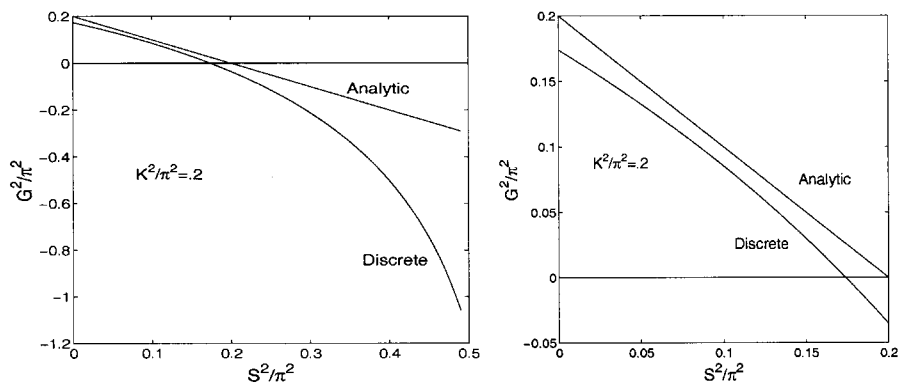 0.2
0
−0.2
−0.4
−0.6
−0.8
−1
−1.2
G²/π²
Analytic
K²/π²=.2
Discrete
0 0.1 0.2 0.3 0.4 0.5
S²/π²
0.2
0.15
0.1
0.05
0
−0.05
G²/π²
K²/π²=.2
Analytic
Discrete
0 0.05 0.1 0.15 0.2
S²/π²